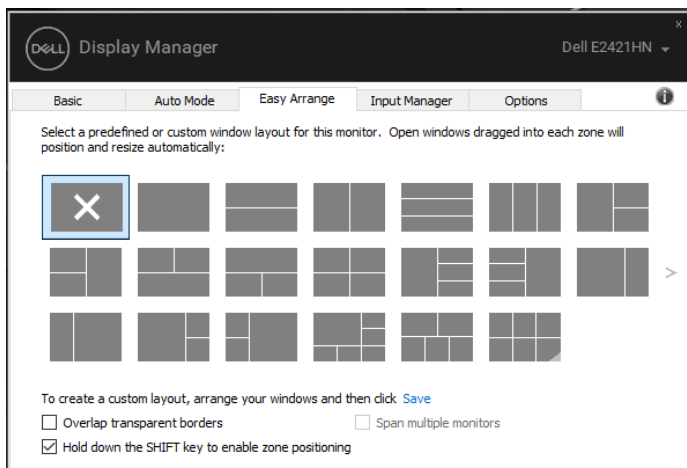 DELL Display Manager
Dell E2421HN
Basic Auto Mode Easy Arrange Input Manager Options
Select a predefined or custom window layout for this monitor. Open windows dragged into each zone will
position and resize automatically:
To create a custom layout, arrange your windows and then click Save
Overlap transparent borders
Span multiple monitors
Hold down the SHIFT key to enable zone positioning